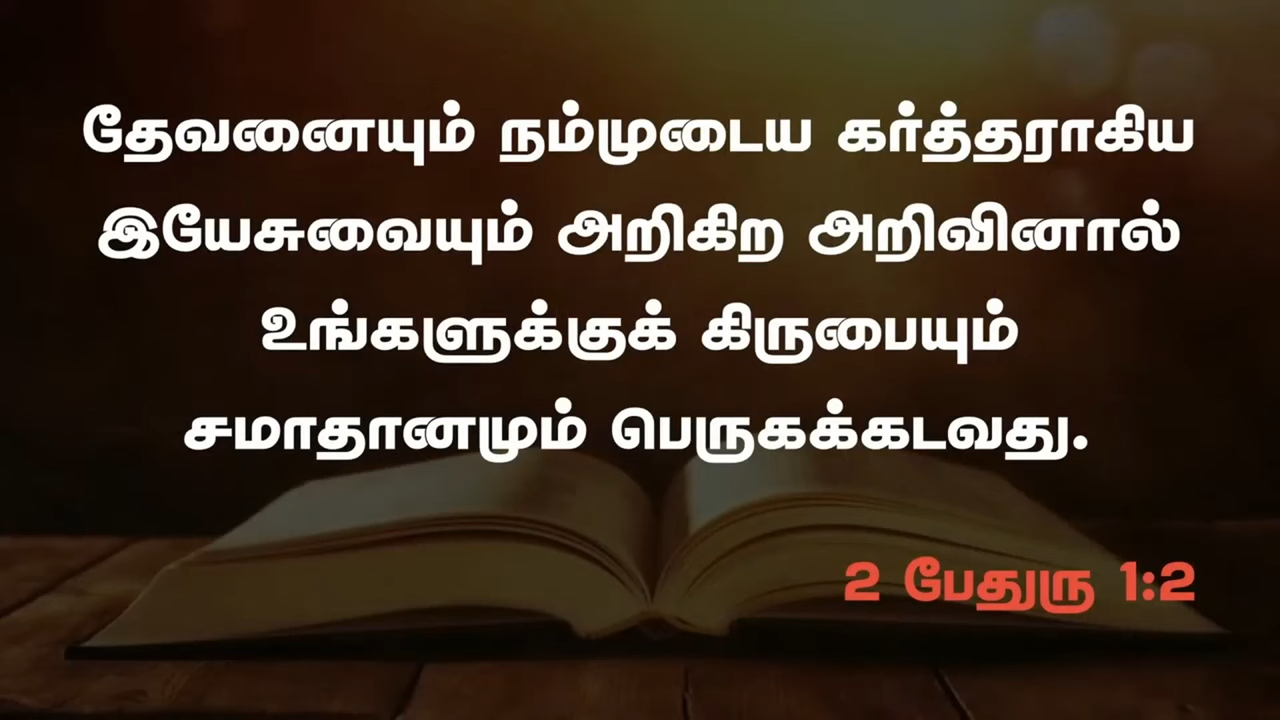 தேவனையும் நம்முடைய கர்த்தராகிய
இயேசுவையும் அறிகிற அறிவினால்
உங்களுக்குக் கிருபையும்
சமாதானமும் பெருகக்கடவது.
2 பேதுரு 1:2